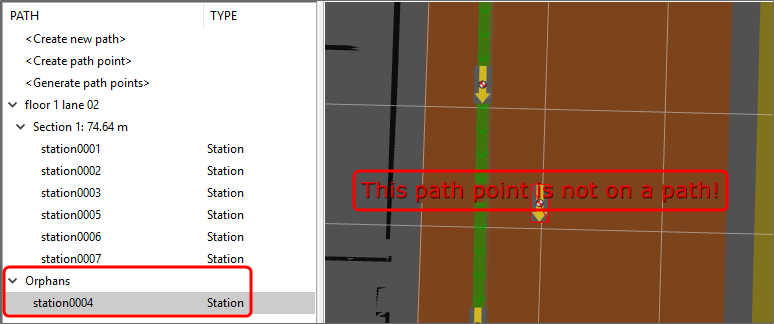 PATH TYPE
<Create new path>
<Create path point>
<Generate path points>
floor 1 lane 02
Section 1: 74.64 m
station0001 Station
station0002 Station
station0003 Station
station0005 Station
station0006 Station
station0007 Station
Orphans
station0004 Station
This path point is not on a path!